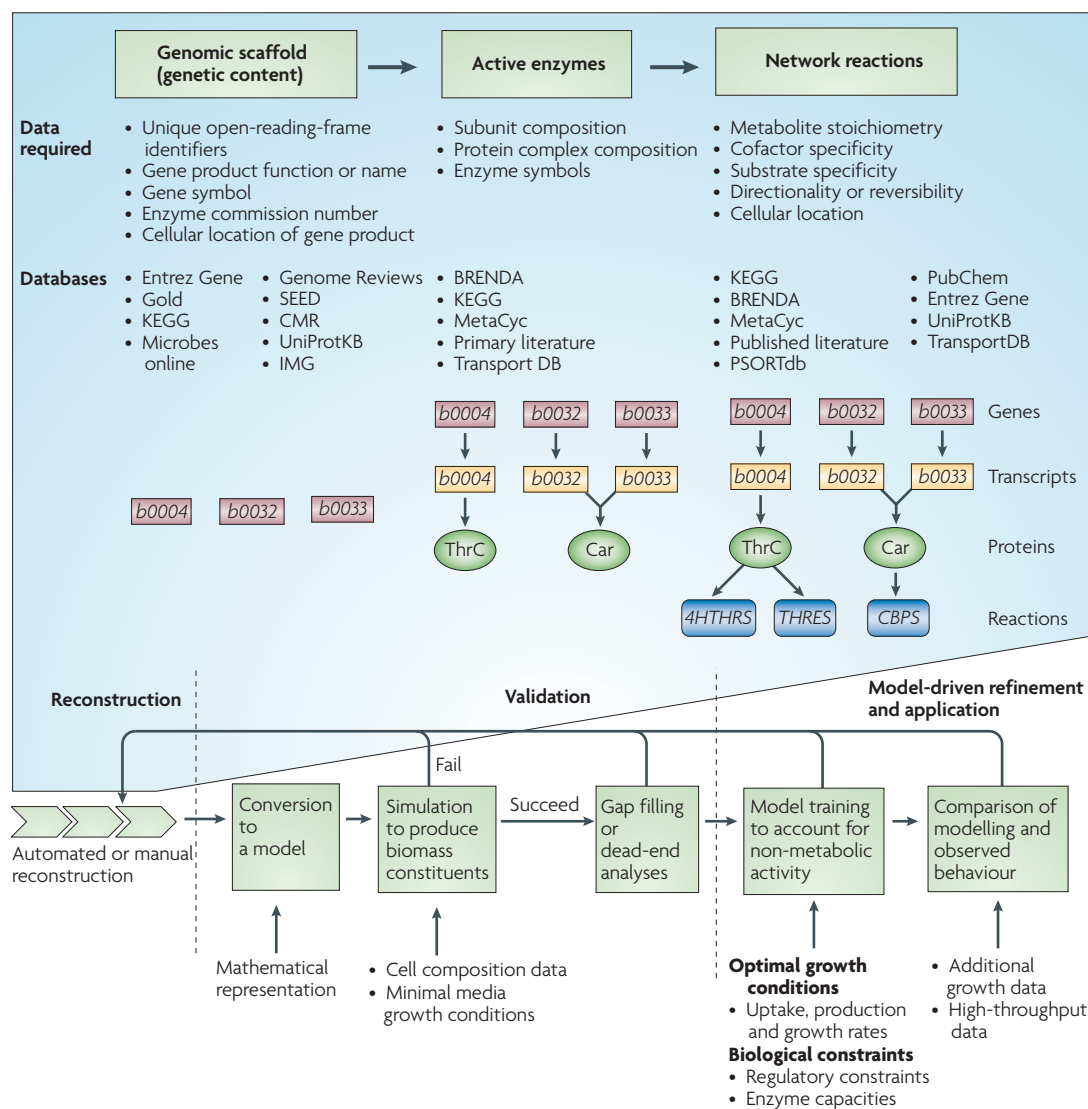 Genomic scaffold
(genetic content)
Active enzymes
Network reactions
Data
required
• Unique open-reading-frame
identifiers
• Gene product function or name
• Gene symbol
• Enzyme commission number
• Cellular location of gene product
• Subunit composition
• Protein complex composition
• Enzyme symbols
• Metabolite stoichiometry
• Cofactor specificity
• Substrate specificity
• Directionality or reversibility
• Cellular location
Databases
• Entrez Gene
• Gold
• KEGG
• Microbes
online
• Genome Reviews
• SEED
• CMR
• UniProtKB
• IMG
• BRENDA
• KEGG
• MetaCyc
• Primary literature
• Transport DB
• KEGG
• BRENDA
• MetaCyc
• Published literature
• PSORTdb
• PubChem
• Entrez Gene
• UniProtKB
• TransportDB
b0004 b0032 b0033
b0004 b0032 b0033
b0004 b0032 b0033
ThrC Car
b0004 b0032 b0033 Genes
b0004 b0032 b0033 Transcripts
ThrC Car Proteins
4HTHRS THRES CBPS Reactions
Reconstruction
Validation
Model-driven refinement
and application
Fail
Succeed
Automated or manual
reconstruction
Conversion
to
a model
Simulation
to produce
biomass
constituents
Gap filling
or
dead-end
analyses
Model training
to account for
non-metabolic
activity
Comparison of
modelling and
observed
behaviour
Mathematical
representation
• Cell composition data
• Minimal media
growth conditions
Optimal growth
conditions
• Uptake, production
and growth rates
Biological constraints
• Regulatory constraints
• Enzyme capacities
• Additional
growth data
• High-throughput
data